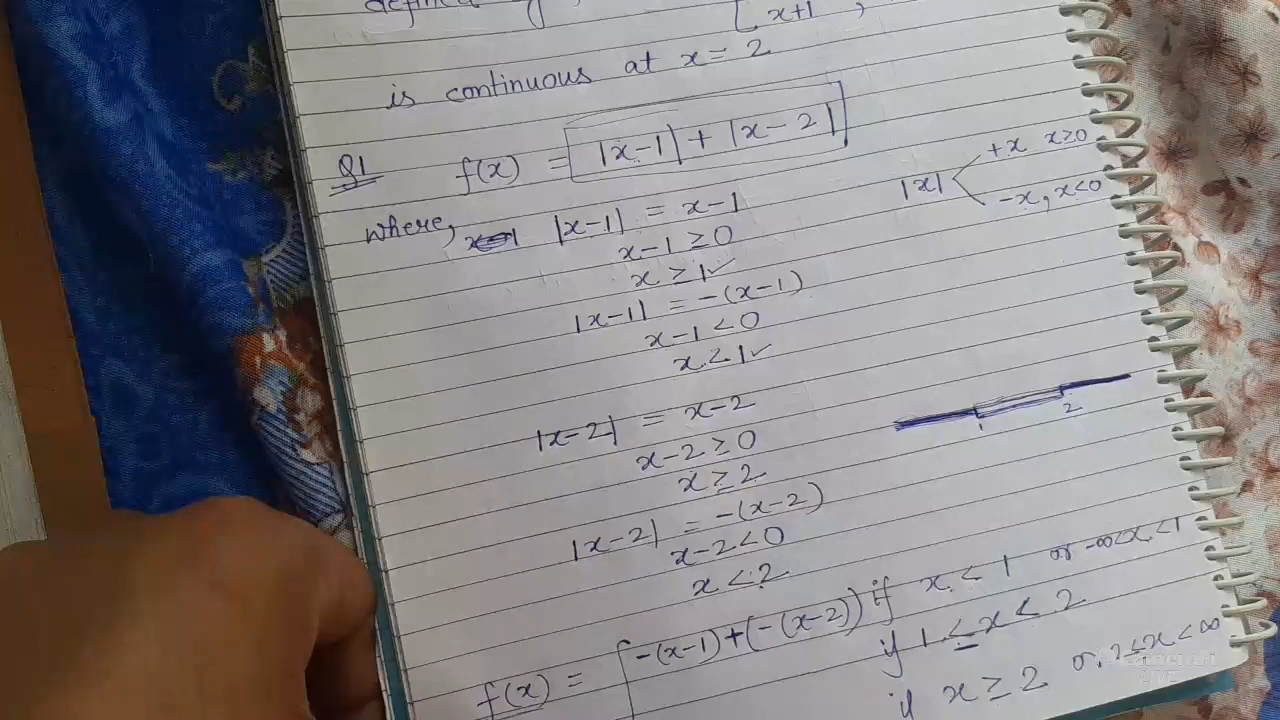 defined
x+1 ,
is continuous at x = 2
Q1 f(x) = |x-1| + |x-2|
|x| +x x≥0
-x, x<0
where, |x-1| = x-1
x-1 ≥ 0
x ≥ 1 ✓
|x-1| = -(x-1)
x-1 < 0
x < 1 ✓
|x-2| = x-2
x-2 ≥ 0
x ≥ 2
1 2
|x-2| = -(x-2)
x-2 < 0
x < 2
f(x) = { -(x-1)+(-(x-2)) if x < 1 or -∞<x<1
if 1 ≤ x < 2
if x ≥ 2 or 2≤x<∞